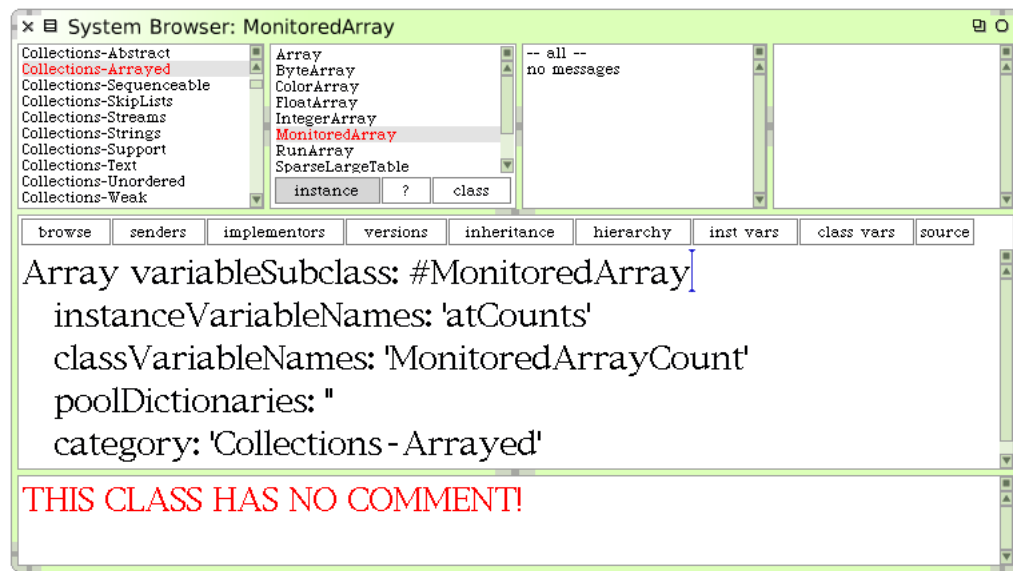 System Browser: MonitoredArray
Collections-Abstract
Collections-Arrayed
Collections-Sequenceable
Collections-SkipLists
Collections-Streams
Collections-Strings
Collections-Support
Collections-Text
Collections-Unordered
Collections-Weak
Array
ByteArray
ColorArray
FloatArray
IntegerArray
MonitoredArray
RunArray
SparseLargeTable
instance ? class
-- all --
no messages
browse senders implementors versions inheritance hierarchy inst vars class vars source
Array variableSubclass: #MonitoredArray
instanceVariableNames: 'atCounts'
classVariableNames: 'MonitoredArrayCount'
poolDictionaries: ''
category: 'Collections-Arrayed'
THIS CLASS HAS NO COMMENT!